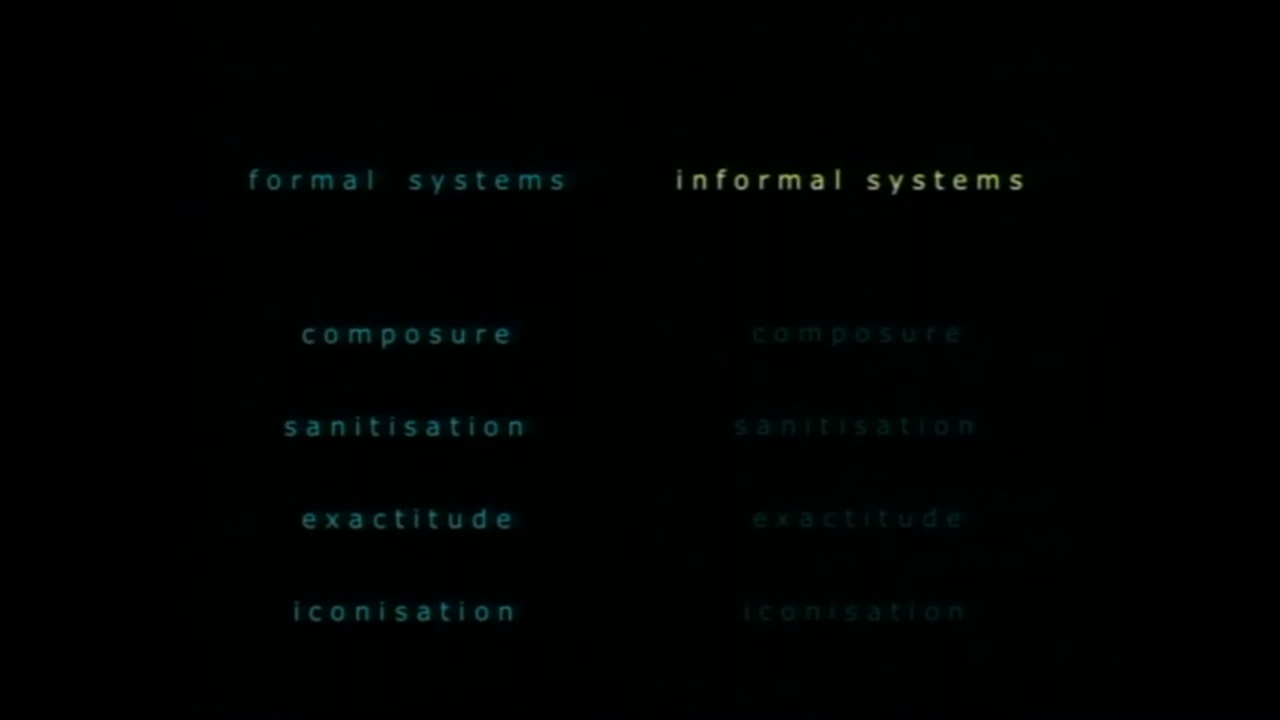 formal systems
informal systems
composure
composure
sanitisation
sanitisation
exactitude
exactitude
iconisation
iconisation